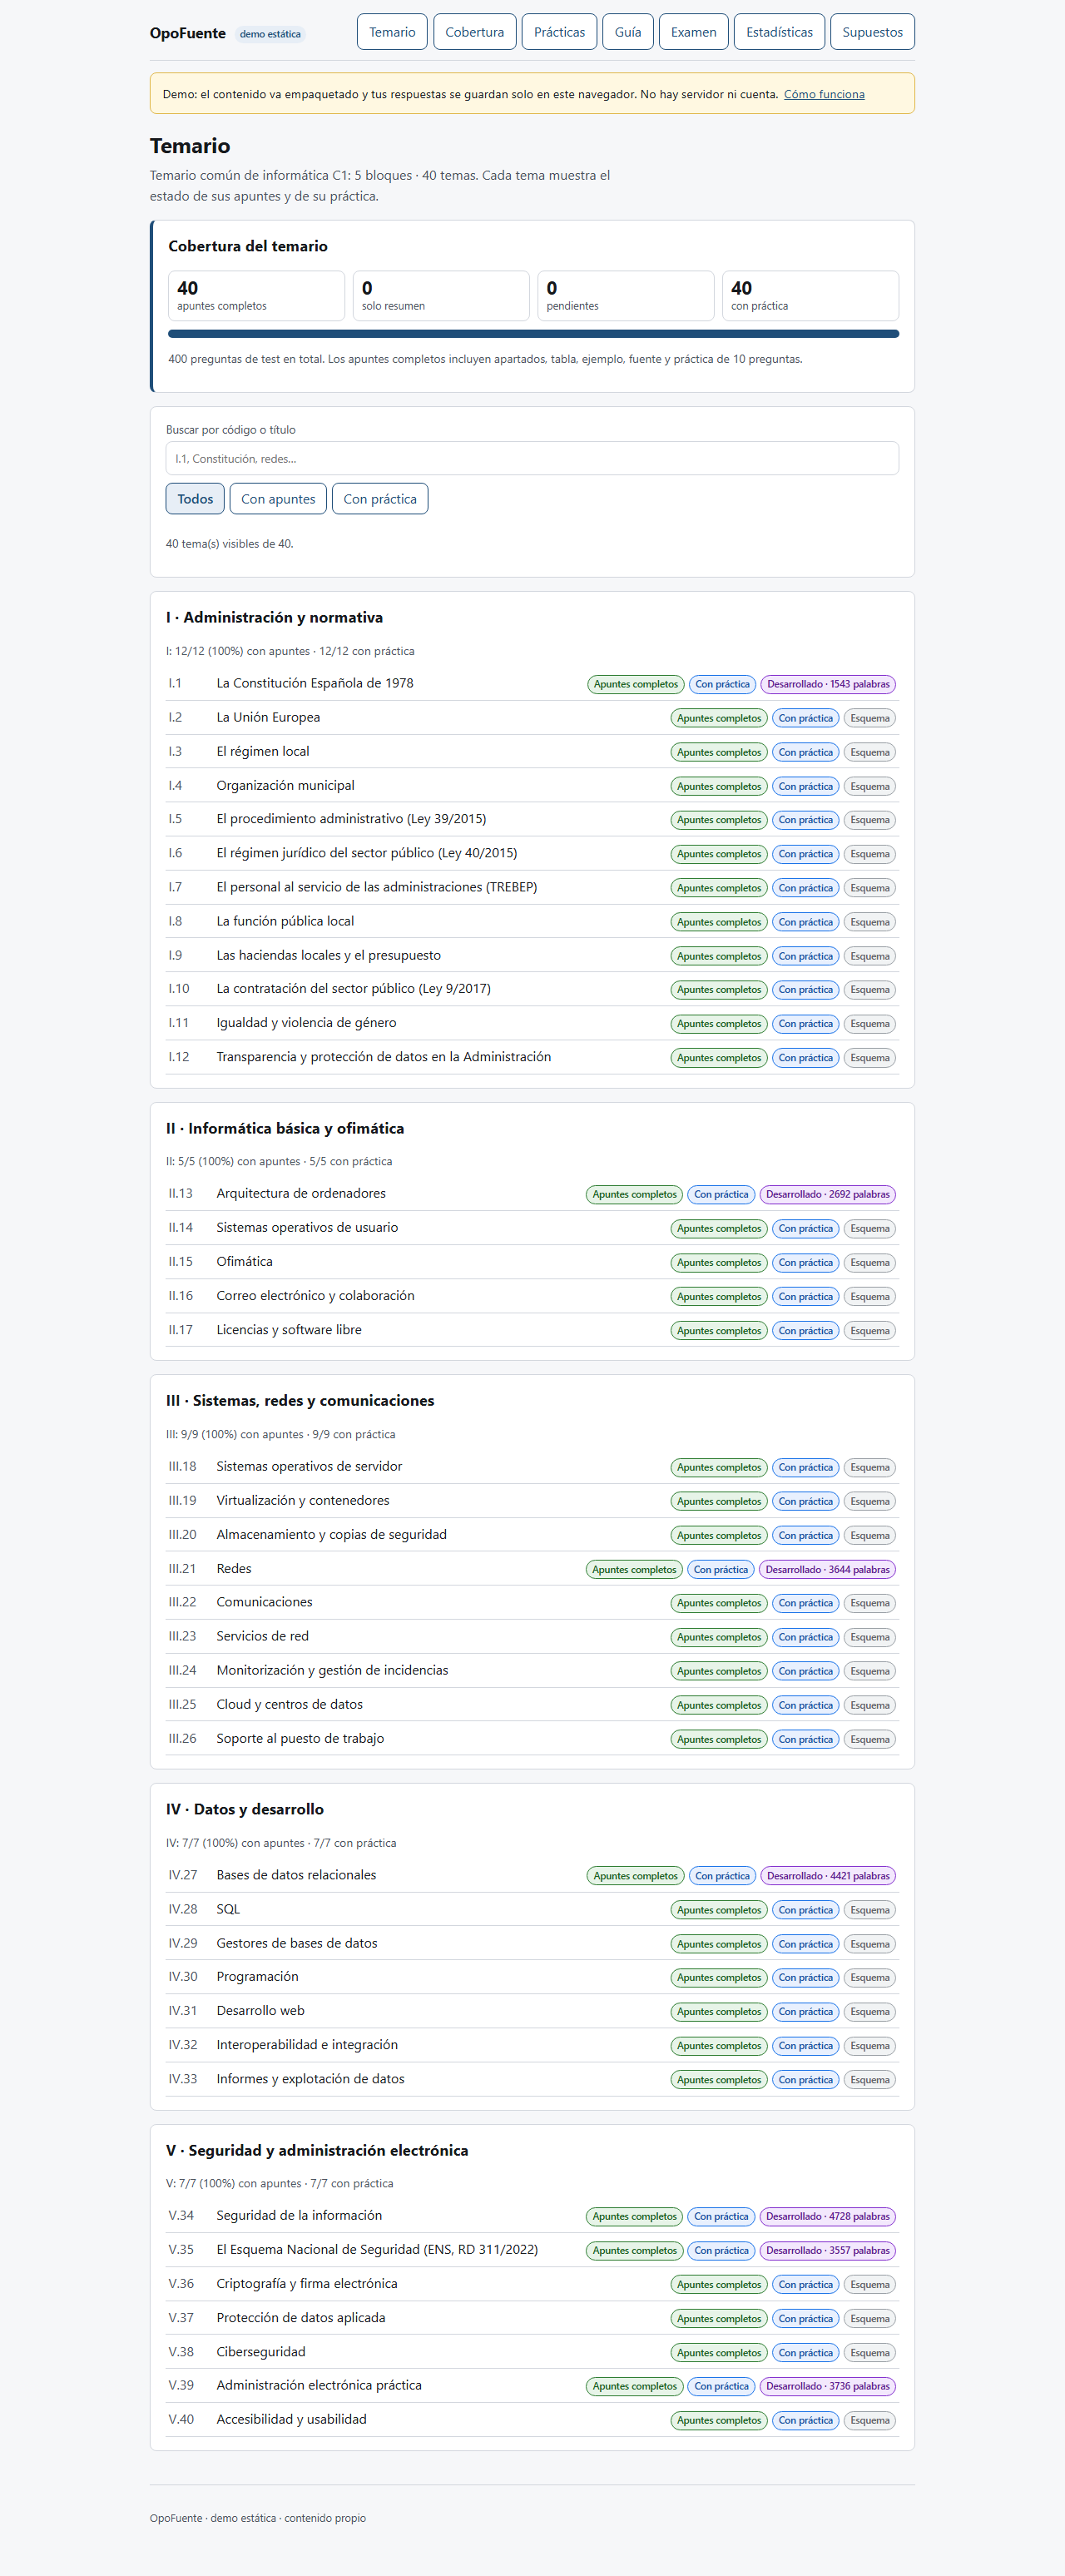 OpoFuente demo estática Temario Cobertura Prácticas Guía Examen Estadísticas Supuestos
Demo: el contenido va empaquetado y tus respuestas se guardan solo en este navegador. No hay servidor ni cuenta. Cómo funciona
Temario
Temario común de informática C1: 5 bloques · 40 temas. Cada tema muestra el
estado de sus apuntes y de su práctica.
Cobertura del temario
40 0 0 40
apuntes completos solo resumen pendientes con práctica
400 preguntas de test en total. Los apuntes completos incluyen apartados, tabla, ejemplo, fuente y práctica de 10 preguntas.
Buscar por código o título
I.1, Constitución, redes...
Todos Con apuntes Con práctica
40 tema(s) visibles de 40.
I · Administración y normativa
I: 12/12 (100%) con apuntes · 12/12 con práctica
I.1 La Constitución Española de 1978 Apuntes completos Con práctica Desarrollado · 1543 palabras
I.2 La Unión Europea Apuntes completos Con práctica Esquema
I.3 El régimen local Apuntes completos Con práctica Esquema
I.4 Organización municipal Apuntes completos Con práctica Esquema
I.5 El procedimiento administrativo (Ley 39/2015) Apuntes completos Con práctica Esquema
I.6 El régimen jurídico del sector público (Ley 40/2015) Apuntes completos Con práctica Esquema
I.7 El personal al servicio de las administraciones (TREBEP) Apuntes completos Con práctica Esquema
I.8 La función pública local Apuntes completos Con práctica Esquema
I.9 Las haciendas locales y el presupuesto Apuntes completos Con práctica Esquema
I.10 La contratación del sector público (Ley 9/2017) Apuntes completos Con práctica Esquema
I.11 Igualdad y violencia de género Apuntes completos Con práctica Esquema
I.12 Transparencia y protección de datos en la Administración Apuntes completos Con práctica Esquema
II · Informática básica y ofimática
II: 5/5 (100%) con apuntes · 5/5 con práctica
II.13 Arquitectura de ordenadores Apuntes completos Con práctica Desarrollado · 2692 palabras
II.14 Sistemas operativos de usuario Apuntes completos Con práctica Esquema
II.15 Ofimática Apuntes completos Con práctica Esquema
II.16 Correo electrónico y colaboración Apuntes completos Con práctica Esquema
II.17 Licencias y software libre Apuntes completos Con práctica Esquema
III · Sistemas, redes y comunicaciones
III: 9/9 (100%) con apuntes · 9/9 con práctica
III.18 Sistemas operativos de servidor Apuntes completos Con práctica Esquema
III.19 Virtualización y contenedores Apuntes completos Con práctica Esquema
III.20 Almacenamiento y copias de seguridad Apuntes completos Con práctica Esquema
III.21 Redes Apuntes completos Con práctica Desarrollado · 3644 palabras
III.22 Comunicaciones Apuntes completos Con práctica Esquema
III.23 Servicios de red Apuntes completos Con práctica Esquema
III.24 Monitorización y gestión de incidencias Apuntes completos Con práctica Esquema
III.25 Cloud y centros de datos Apuntes completos Con práctica Esquema
III.26 Soporte al puesto de trabajo Apuntes completos Con práctica Esquema
IV · Datos y desarrollo
IV: 7/7 (100%) con apuntes · 7/7 con práctica
IV.27 Bases de datos relacionales Apuntes completos Con práctica Desarrollado · 4421 palabras
IV.28 SQL Apuntes completos Con práctica Esquema
IV.29 Gestores de bases de datos Apuntes completos Con práctica Esquema
IV.30 Programación Apuntes completos Con práctica Esquema
IV.31 Desarrollo web Apuntes completos Con práctica Esquema
IV.32 Interoperabilidad e integración Apuntes completos Con práctica Esquema
IV.33 Informes y explotación de datos Apuntes completos Con práctica Esquema
V · Seguridad y administración electrónica
V: 7/7 (100%) con apuntes · 7/7 con práctica
V.34 Seguridad de la información Apuntes completos Con práctica Desarrollado · 4728 palabras
V.35 El Esquema Nacional de Seguridad (ENS, RD 311/2022) Apuntes completos Con práctica Desarrollado · 3557 palabras
V.36 Criptografía y firma electrónica Apuntes completos Con práctica Esquema
V.37 Protección de datos aplicada Apuntes completos Con práctica Esquema
V.38 Ciberseguridad Apuntes completos Con práctica Esquema
V.39 Administración electrónica práctica Apuntes completos Con práctica Desarrollado · 3736 palabras
V.40 Accesibilidad y usabilidad Apuntes completos Con práctica Esquema
OpoFuente · demo estática · contenido propio